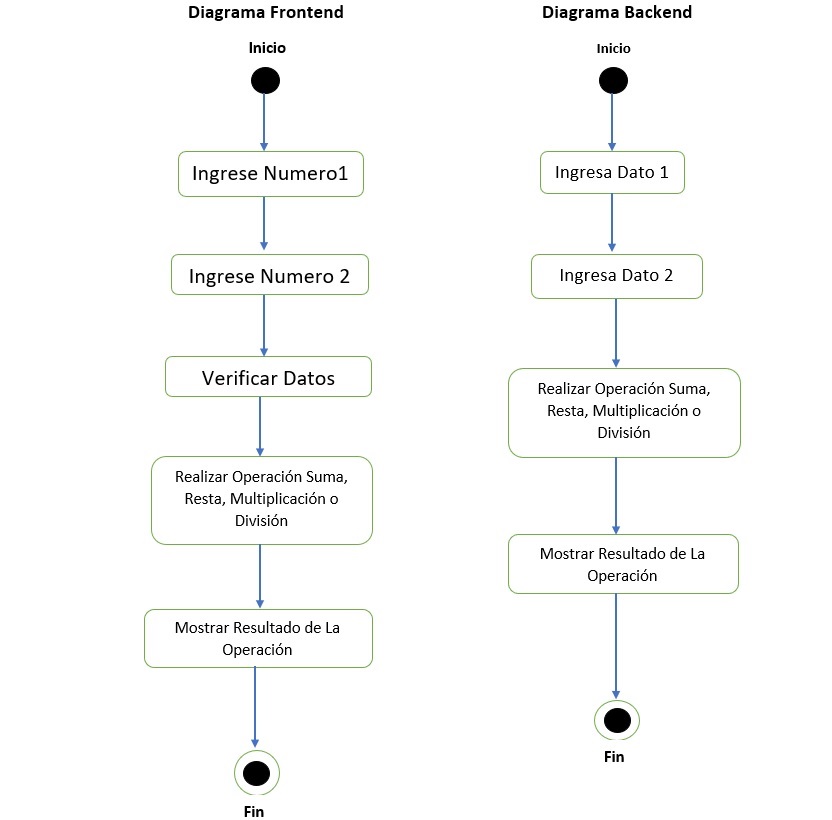 Diagrama Frontend
Inicio
Ingrese Numero1
Ingrese Numero 2
Verificar Datos
Realizar Operación Suma,
Resta, Multiplicación o
División
Mostrar Resultado de La
Operación
Fin
Diagrama Backend
Inicio
Ingresa Dato 1
Ingresa Dato 2
Realizar Operación Suma,
Resta, Multiplicación o
División
Mostrar Resultado de La
Operación
Fin